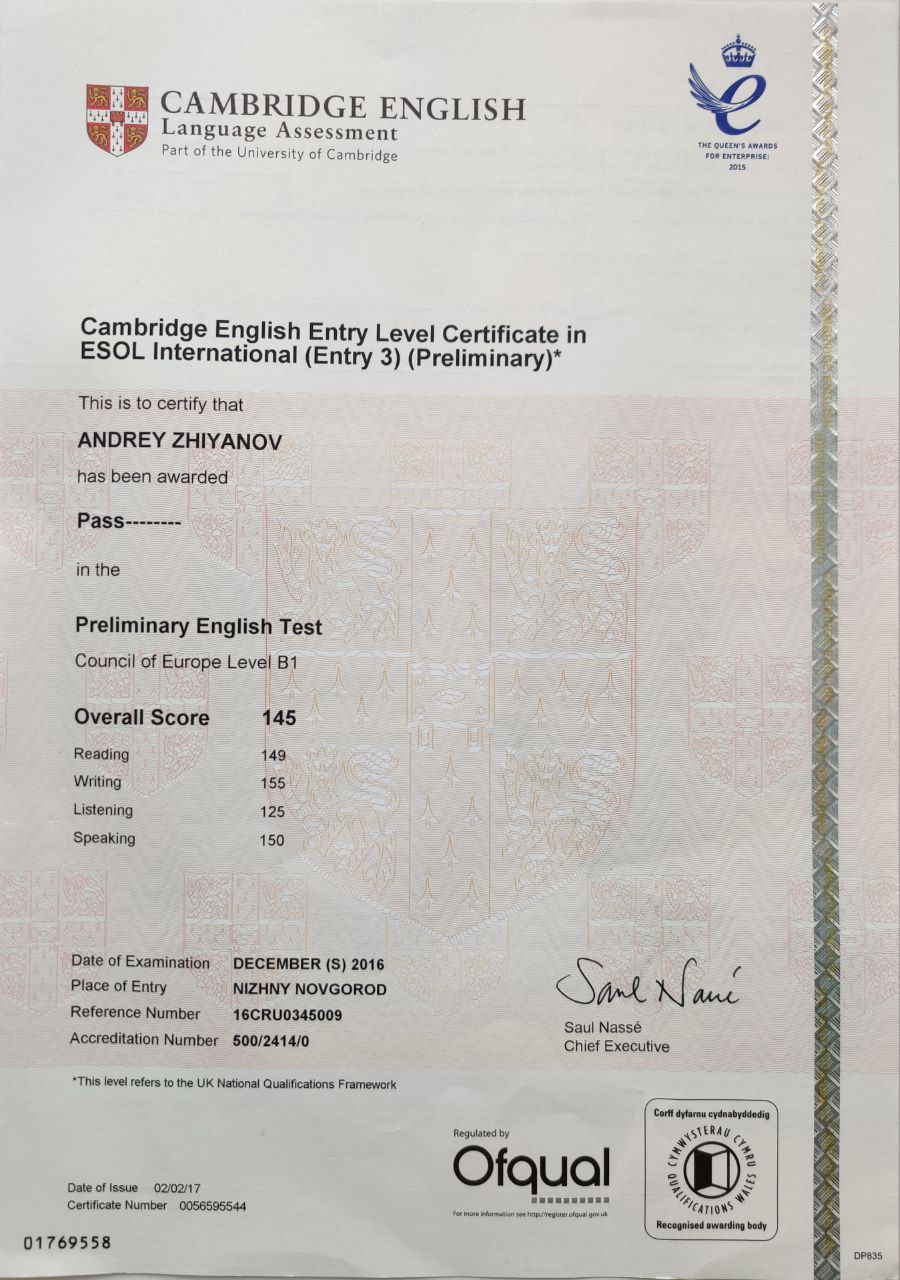 CAMBRIDGE ENGLISH
Language Assessment
Part of the University of Cambridge
THE QUEEN'S AWARDS
FOR ENTERPRISE:
2015
Cambridge English Entry Level Certificate in
ESOL International (Entry 3) (Preliminary)*
This is to certify that
ANDREY ZHIYANOV
has been awarded
Pass--------
in the
Preliminary English Test
Council of Europe Level B1
Overall Score 145
Reading 149
Writing 155
Listening 125
Speaking 150
Date of Examination DECEMBER (S) 2016
Place of Entry NIZHNY NOVGOROD
Reference Number 16CRU0345009
Accreditation Number 500/2414/0
Saul Nassé
Saul Nassé
Chief Executive
*This level refers to the UK National Qualifications Framework
Regulated by
Ofqual
For more information see http://register.ofqual.gov.uk
Corff dyfarnu cydnabyddedig
CYMWYSTERAU CYMRU
QUALIFICATIONS WALES
Recognised awarding body
Date of Issue 02/02/17
Certificate Number 0056595544
01769558
DP835